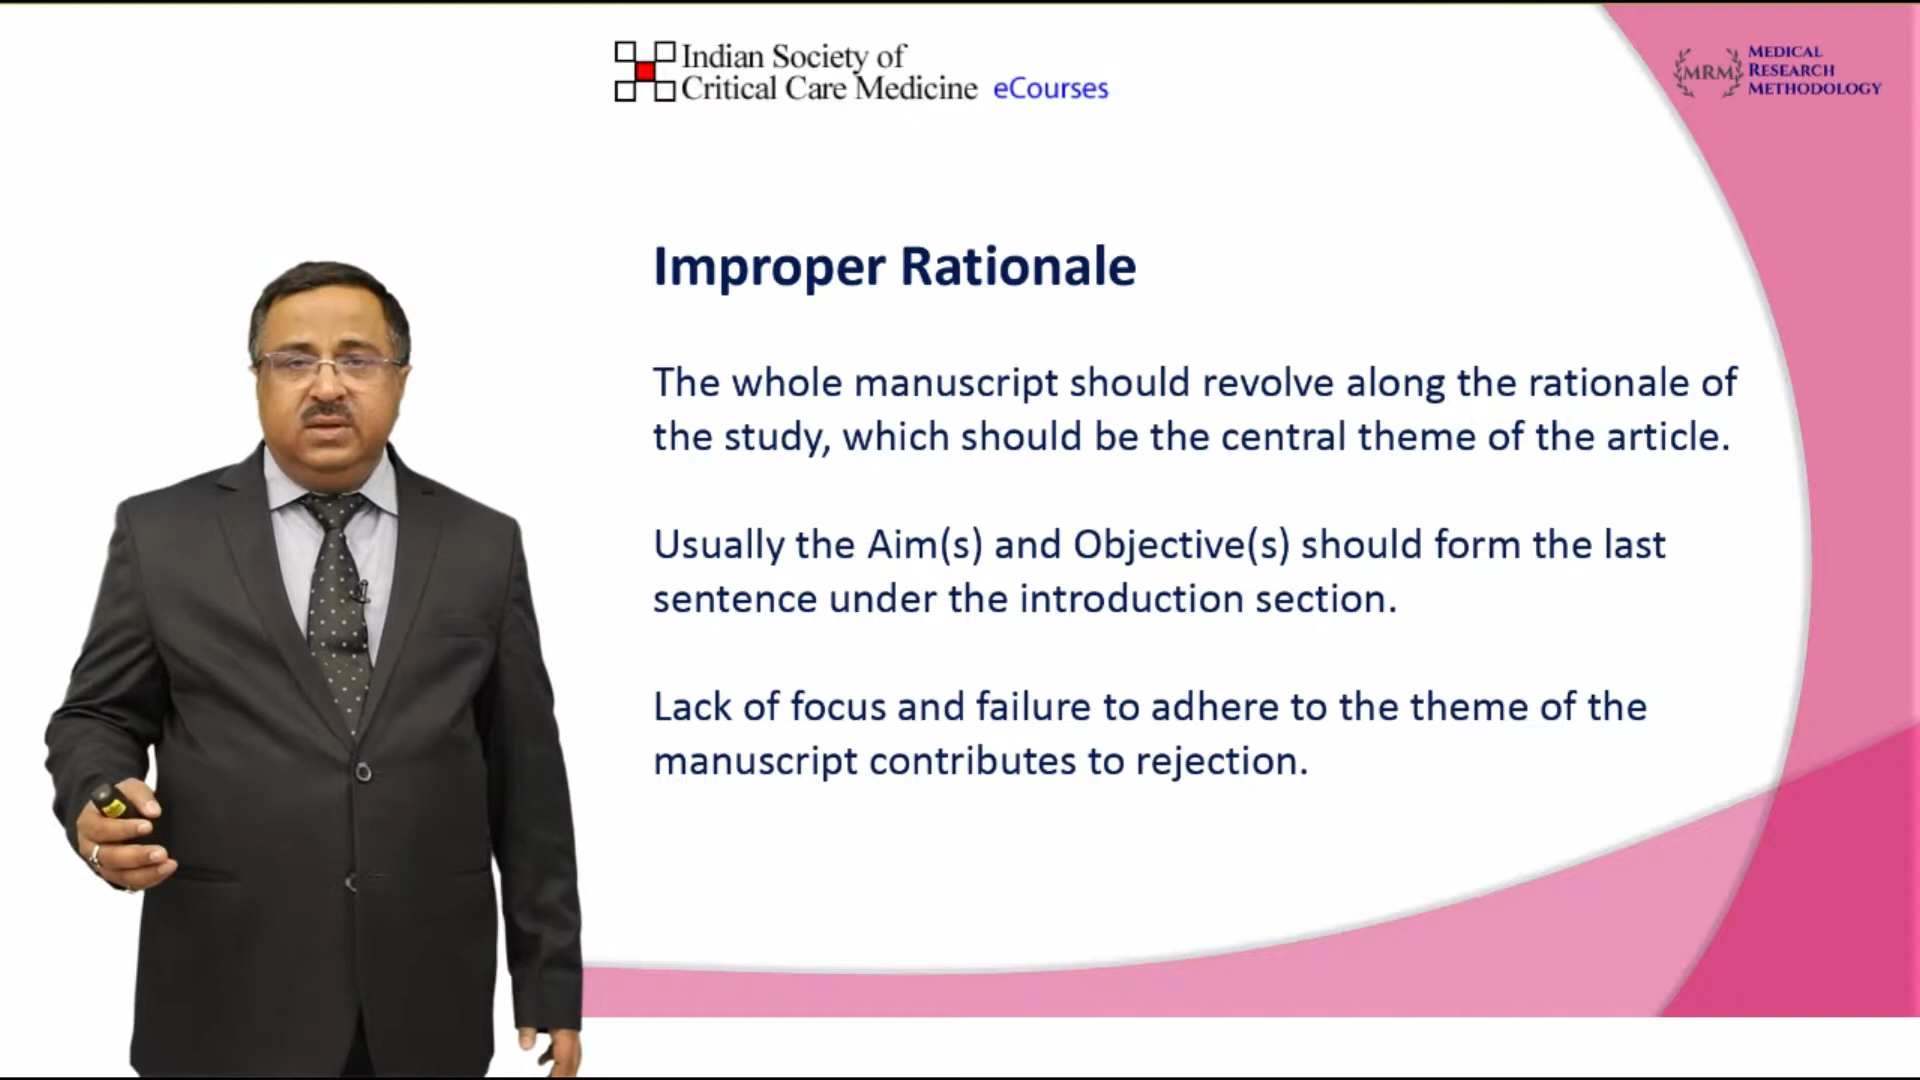 Indian Society of
Critical Care Medicine eCourses
MRM
MEDICAL
RESEARCH
METHODOLOGY
Improper Rationale
The whole manuscript should revolve along the rationale of
the study, which should be the central theme of the article.
Usually the Aim(s) and Objective(s) should form the last
sentence under the introduction section.
Lack of focus and failure to adhere to the theme of the
manuscript contributes to rejection.